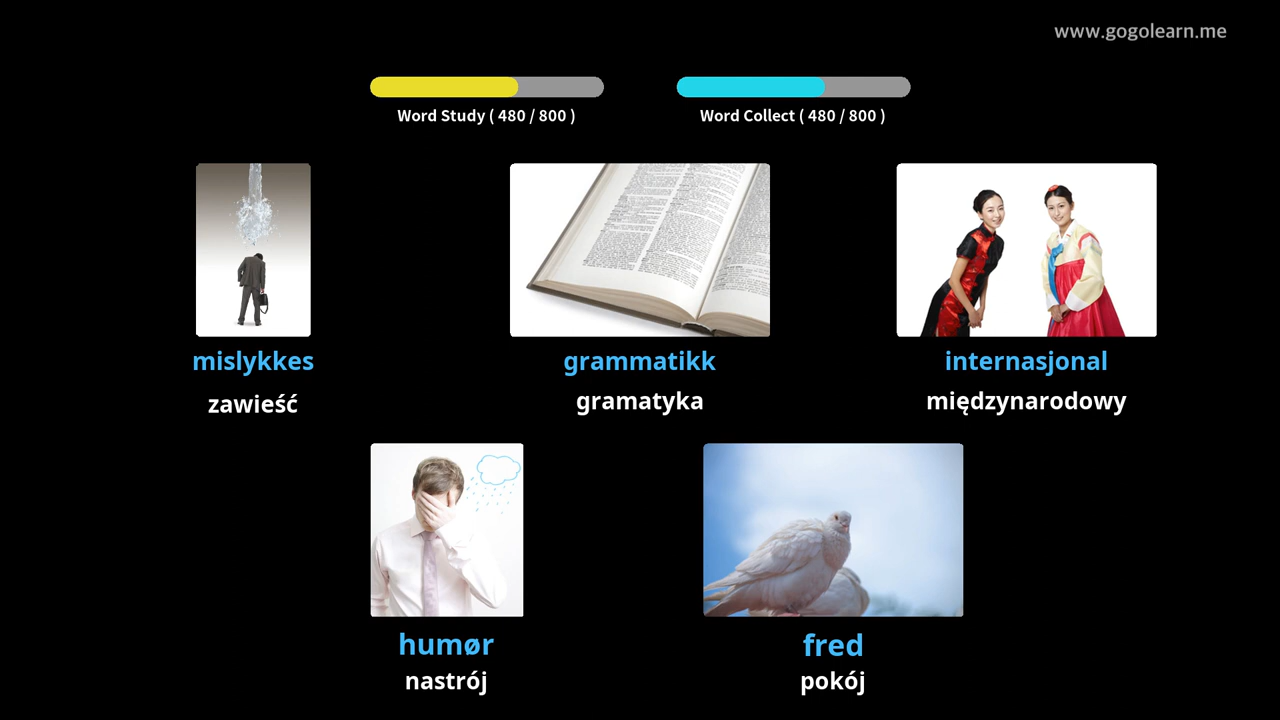 www.gogolearn.me
Word Study ( 480 / 800 )
Word Collect ( 480 / 800 )
mislykkes
zawieść
grammatikk
gramatyka
internasjonal
międzynarodowy
humør
nastrój
fred
pokój